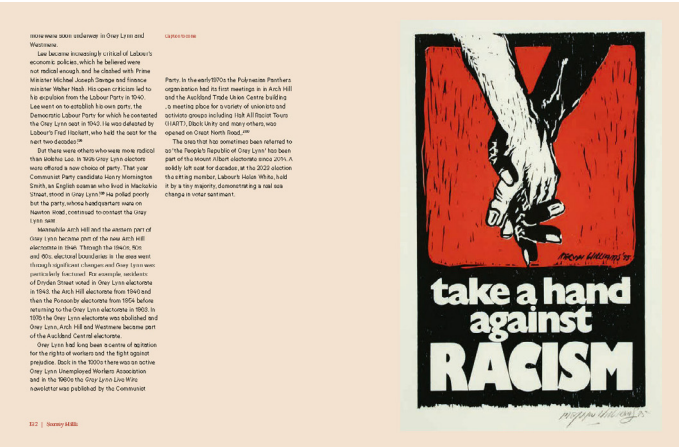 more were soon underway in Grey Lynn and
Westmere.
Lee became increasingly critical of Labour's
economic policies, which he believed were
not radical enough, and he clashed with Prime
Minister Michael Joseph Savage and finance
minister Walter Nash. His open criticism led to
his expulsion from the Labour Party in 1940.
Lee went on to establish his own party, the
Democratic Labour Party for which he contested
the Grey Lynn seat in 1943. He was defeated by
Labour's Fred Hackett, who held the seat for the
next two decades.
But there were others who were more radical
than Bolshie Lee. In 1935 Grey Lynn electors
were offered a new choice of party. That year
Communist Party candidate Henry Mornington
Smith, an English seaman who lived in Mackelvie
Street, stood in Grey Lynn. He polled poorly
but the party, whose headquarters were on
Newton Road, continued to contest the Grey
Lynn seat.
Meanwhile Arch Hill and the eastern part of
Grey Lynn became part of the new Arch Hill
electorate in 1946. Through the 1940s, 50s
and 60s, electoral boundaries in the area went
through significant changes and Grey Lynn was
particularly fractured. For example, residents
of Dryden Street voted in Grey Lynn electorate
in 1943, the Arch Hill electorate from 1946 and
then the Ponsonby electorate from 1954 before
returning to the Grey Lynn electorate in 1963. In
1978 the Grey Lynn electorate was abolished and
Grey Lynn, Arch Hill and Westmere became part
of the Auckland Central electorate.
Grey Lynn had long been a centre of agitation
for the rights of workers and the fight against
prejudice. Back in the 1930s there was an active
Grey Lynn Unemployed Workers Association
and in the 1960s the Grey Lynn Live Wire
newsletter was published by the Communist
132 | Stoney Hill
Caption to come
Party. In the early 1970s the Polynesian Panthers
organisation had its first meetings in in Arch Hill
and the Auckland Trade Union Centre building
, a meeting place for a variety of unionists and
activists groups including Halt All Racist Tours
(HART), Black Unity and many others, was
opened on Great North Road.
The area that has sometimes been referred to
as 'the People's Republic of Grey Lynn' has been
part of the Mount Albert electorate since 2014. A
solidly left seat for decades, at the 2023 election
the sitting member, Labour's Helen White, held
it by a tiny majority, demonstrating a real sea
change in voter sentiment.
take a hand
against
RACISM